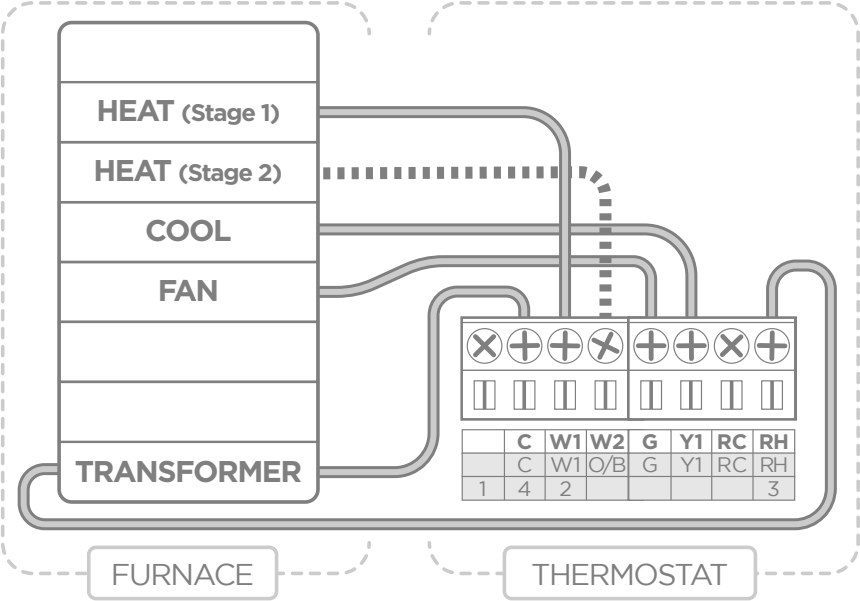 HEAT (Stage 1)
HEAT (Stage 2)
COOL
FAN
TRANSFORMER
C W1 W2 G Y1 RC RH
C W1 O/B G Y1 RC RH
1 4 2 3
FURNACE
THERMOSTAT